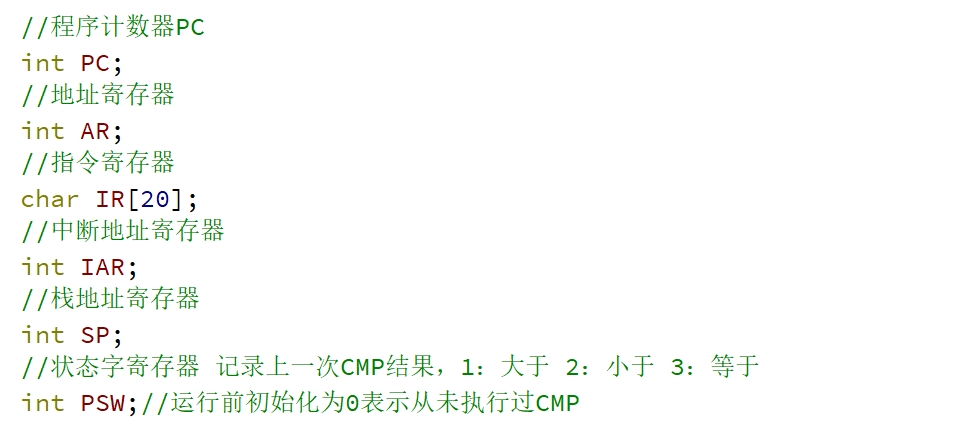 //程序计数器PC
int PC;
//地址寄存器
int AR;
//指令寄存器
char IR[20];
//中断地址寄存器
int IAR;
//栈地址寄存器
int SP;
//状态字寄存器 记录上一次CMP结果，1：大于 2：小于 3：等于
int PSW;//运行前初始化为0表示从未执行过CMP